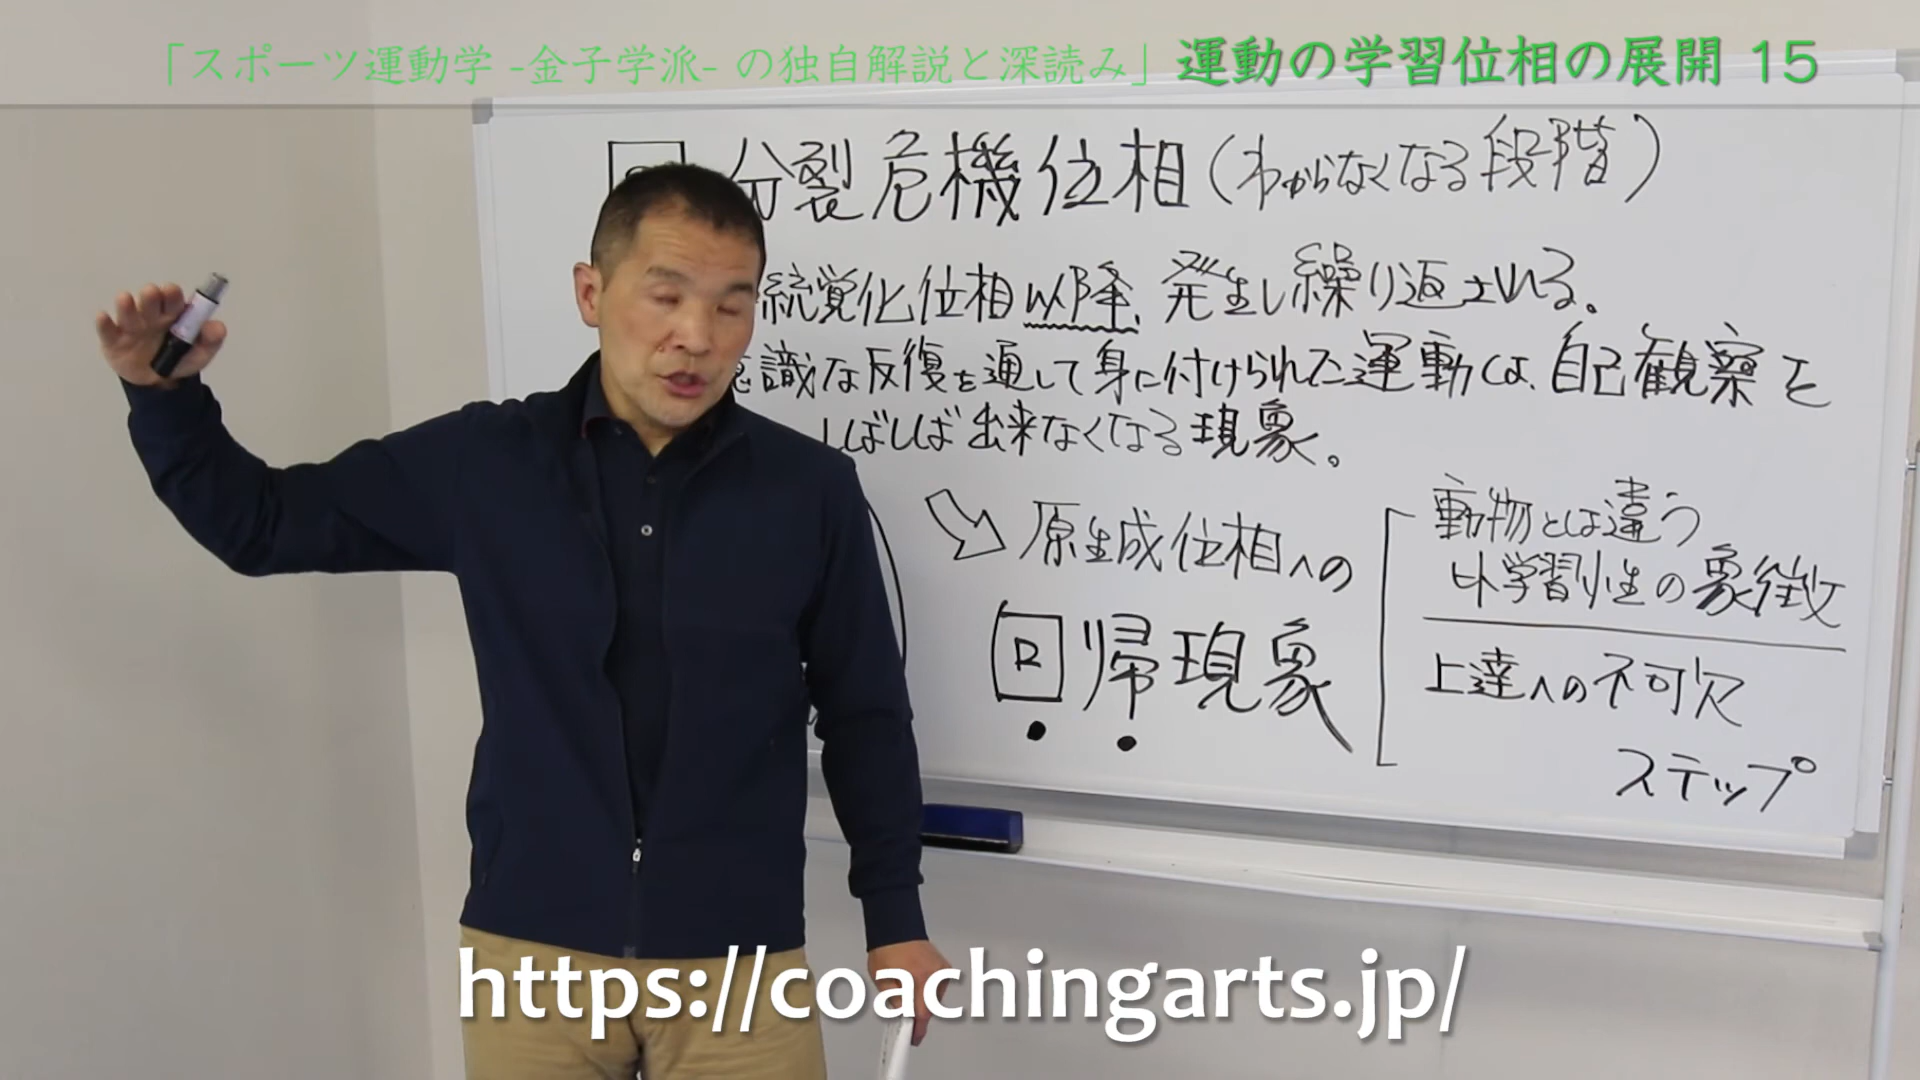 「スポーツ運動学 -金子学派- の独自解説と深読み」運動の学習位相の展開 15
分裂危機位相(わからなくなる段階)
統覚化位相以降、発生し繰り返される。
意識な反復を通して身に付けられた運動は、自己観察を
しばしば出来なくなる現象。
原生成位相への
回帰現象
動物とは違う
ヒト学習性の象徴
上達への不可欠
ステップ
https://coachingarts.jp/